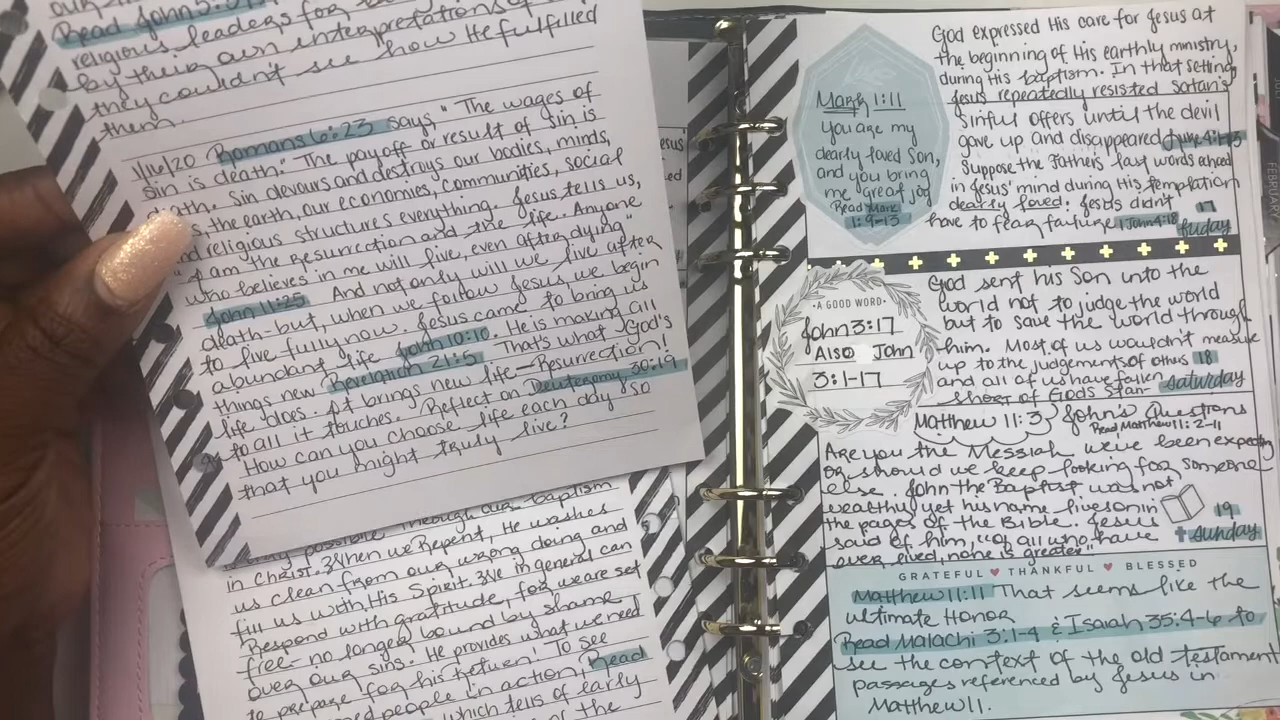 Read John 5:
religious leaders for
by their own interpretations of
they couldn't see how He fulfilled
them.
1/16/20 Romans 6:23 says, "The wages of
sin is death." The payoff or result of sin is
death. Sin devours and destroys our bodies, minds,
the earth, our economies, communities, social
and religious structures everything. Jesus tells us,
"I am the Resurrection and the life. Anyone
who believes in me will live, even after dying"
John 11:25 And not only will we live after
death-but, when we follow Jesus, we begin
to live fully now. Jesus came to bring us
abundant life John 10:10. He is making all
things new Revelation 21:5. That's what God's
life does. It brings new life-Resurrection!
to all it touches. Reflect on Deuteromy 30:19
How can you choose life each day so
that you might truly live?
possible through our baptism
in Christ. When we Repent, He washes
us clean from our wrong doing and
fill us with His Spirit. in general can
Respond with gratitude, for we are set
free- no longer bound by shame
over our sins. He provides what we need
to prepare for his Return! To see
people in action, Read
which tells of early
of the
Mark 1:11
you are my
dearly loved Son,
and you bring
me great joy
Read Mark
1:9-13
God expressed His care for Jesus at
the beginning of His earthly ministry,
during His baptism. In that setting
Jesus repeatedly resisted Satan's
sinful offers until the devil
gave up and disappeared
Suppose the Father's last words echoed
in Jesus' mind during His temptation
dearly loved. Jesus didn't 17
have to fear failure 1 John 4:18 friday
FEBRUARY
•A GOOD WORD•
John 3:17
Also John
3:1-17
God sent his Son into the
world not to judge the world
but to save the world through
him. Most of us wouldn't measure
up to the judgements of others 18
and all of us have fallen saturday
short of Gods Stan-
Matthew 11:3 John's Questions
Read Matthew 11:2-11
Are you the Messiah we've been expecting
or should we keep looking for someone
else. John the Baptist was not
wealthy yet his name lives on in
the pages of the Bible. Jesus 19
said of him, "of all who have Sunday
ever lived, none is greater"
GRATEFUL ♥ THANKFUL ♥ BLESSED
Matthew 11:11 That seems like the
ultimate Honor
Read Malachi 3:1-4 & Isaiah 35:4-6 to
see the context of the old testament
passages referenced by Jesus in
Matthew 11.